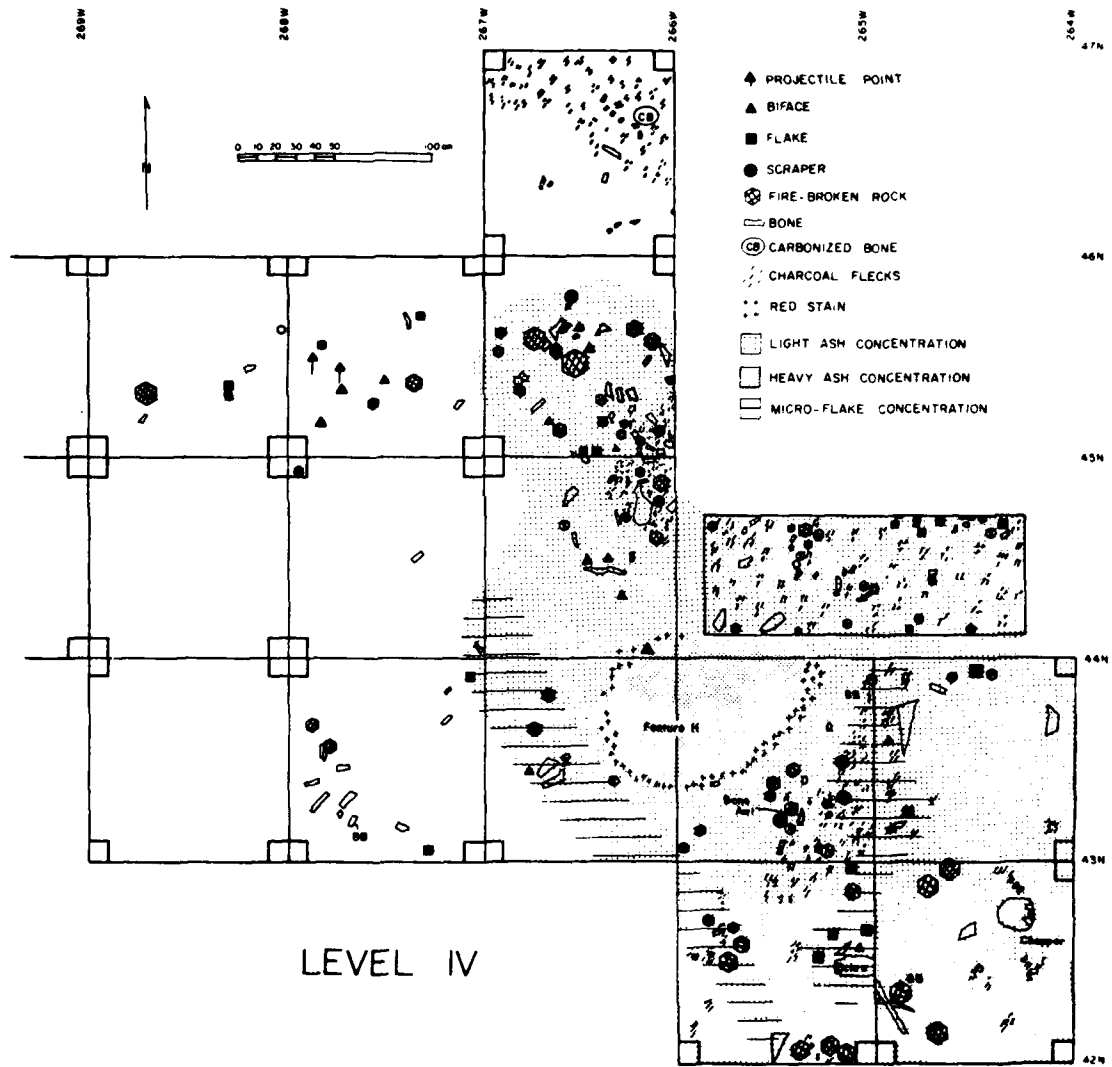 269W
268W
267W
266W
265W
264W
47N
PROJECTILE POINT
BIFACE
FLAKE
SCRAPER
FIRE-BROKEN ROCK
BONE
CB CARBONIZED BONE
CHARCOAL FLECKS
RED STAIN
LIGHT ASH CONCENTRATION
HEAVY ASH CONCENTRATION
MICRO-FLAKE CONCENTRATION
CB
N
0 10 20 30 40 50 100 cm
46N
45N
44N
Feature H
Bone
43N
Chopper
LEVEL IV
42N